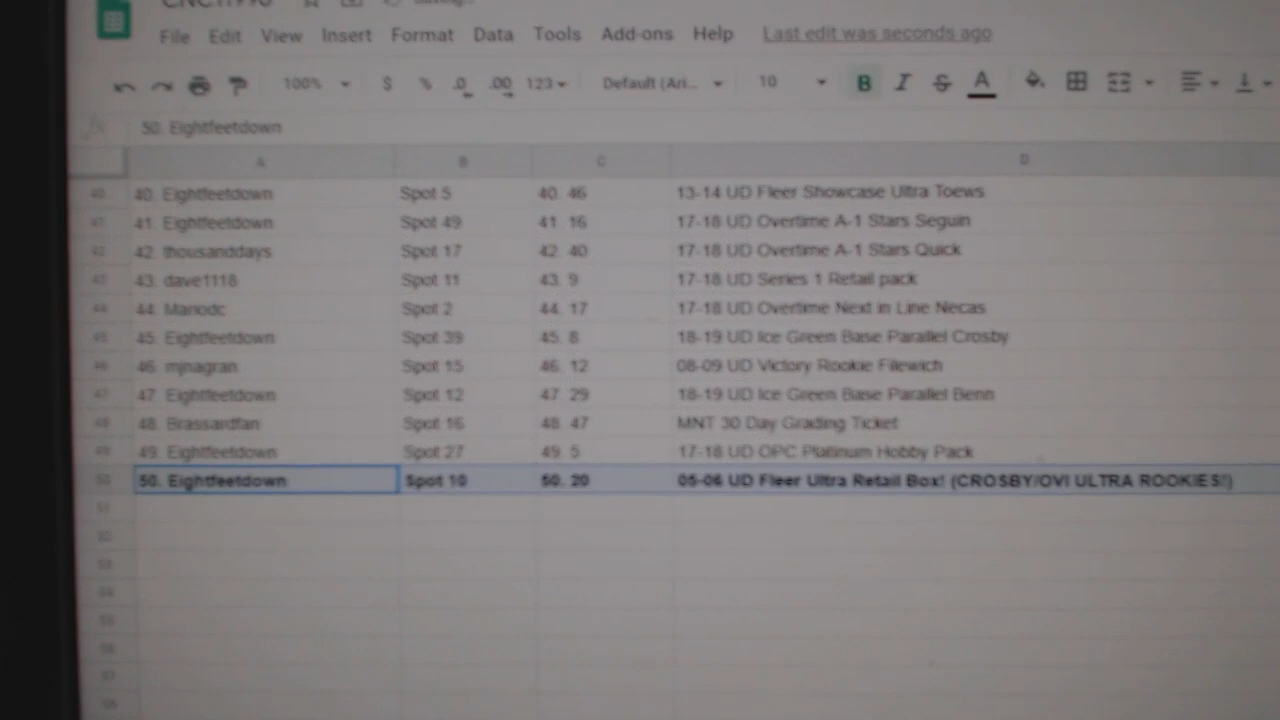 File Edit View Insert Format Data Tools Add-ons Help Last edit was seconds ago
100% $ % .0 .00 123 Default (Ari... 10 B I S A
50. Eightfeetdown
A B C D
40. Eightfeetdown Spot 5 40. 46 13-14 UD Fleer Showcase Ultra Toews
41. Eightfeetdown Spot 49 41. 16 17-18 UD Overtime A-1 Stars Seguin
42. thousanddays Spot 17 42. 40 17-18 UD Overtime A-1 Stars Quick
43. dave1118 Spot 11 43. 9 17-18 UD Series 1 Retail pack
44. Mariodc Spot 2 44. 17 17-18 UD Overtime Next in Line Necas
45. Eightfeetdown Spot 39 45. 8 18-19 UD Ice Green Base Parallel Crosby
46. mjnagran Spot 15 46. 12 08-09 UD Victory Rookie Filewich
47. Eightfeetdown Spot 12 47. 29 18-19 UD Ice Green Base Parallel Benn
48. Brassardfan Spot 16 48. 47 MNT 30 Day Grading Ticket
49. Eightfeetdown Spot 27 49. 5 17-18 UD OPC Platinum Hobby Pack
50. Eightfeetdown Spot 10 50. 20 05-06 UD Fleer Ultra Retail Box! (CROSBY/OVI ULTRA ROOKIES!)